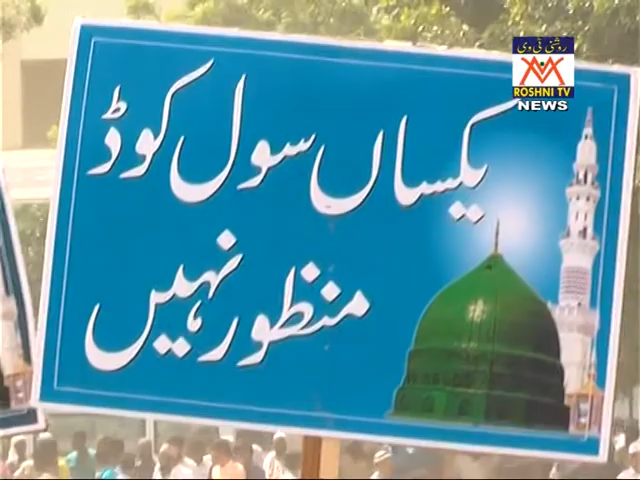 روشنی ٹی وی
ROSHNI TV
NEWS
یکساں سول کوڈ
منظور نہیں